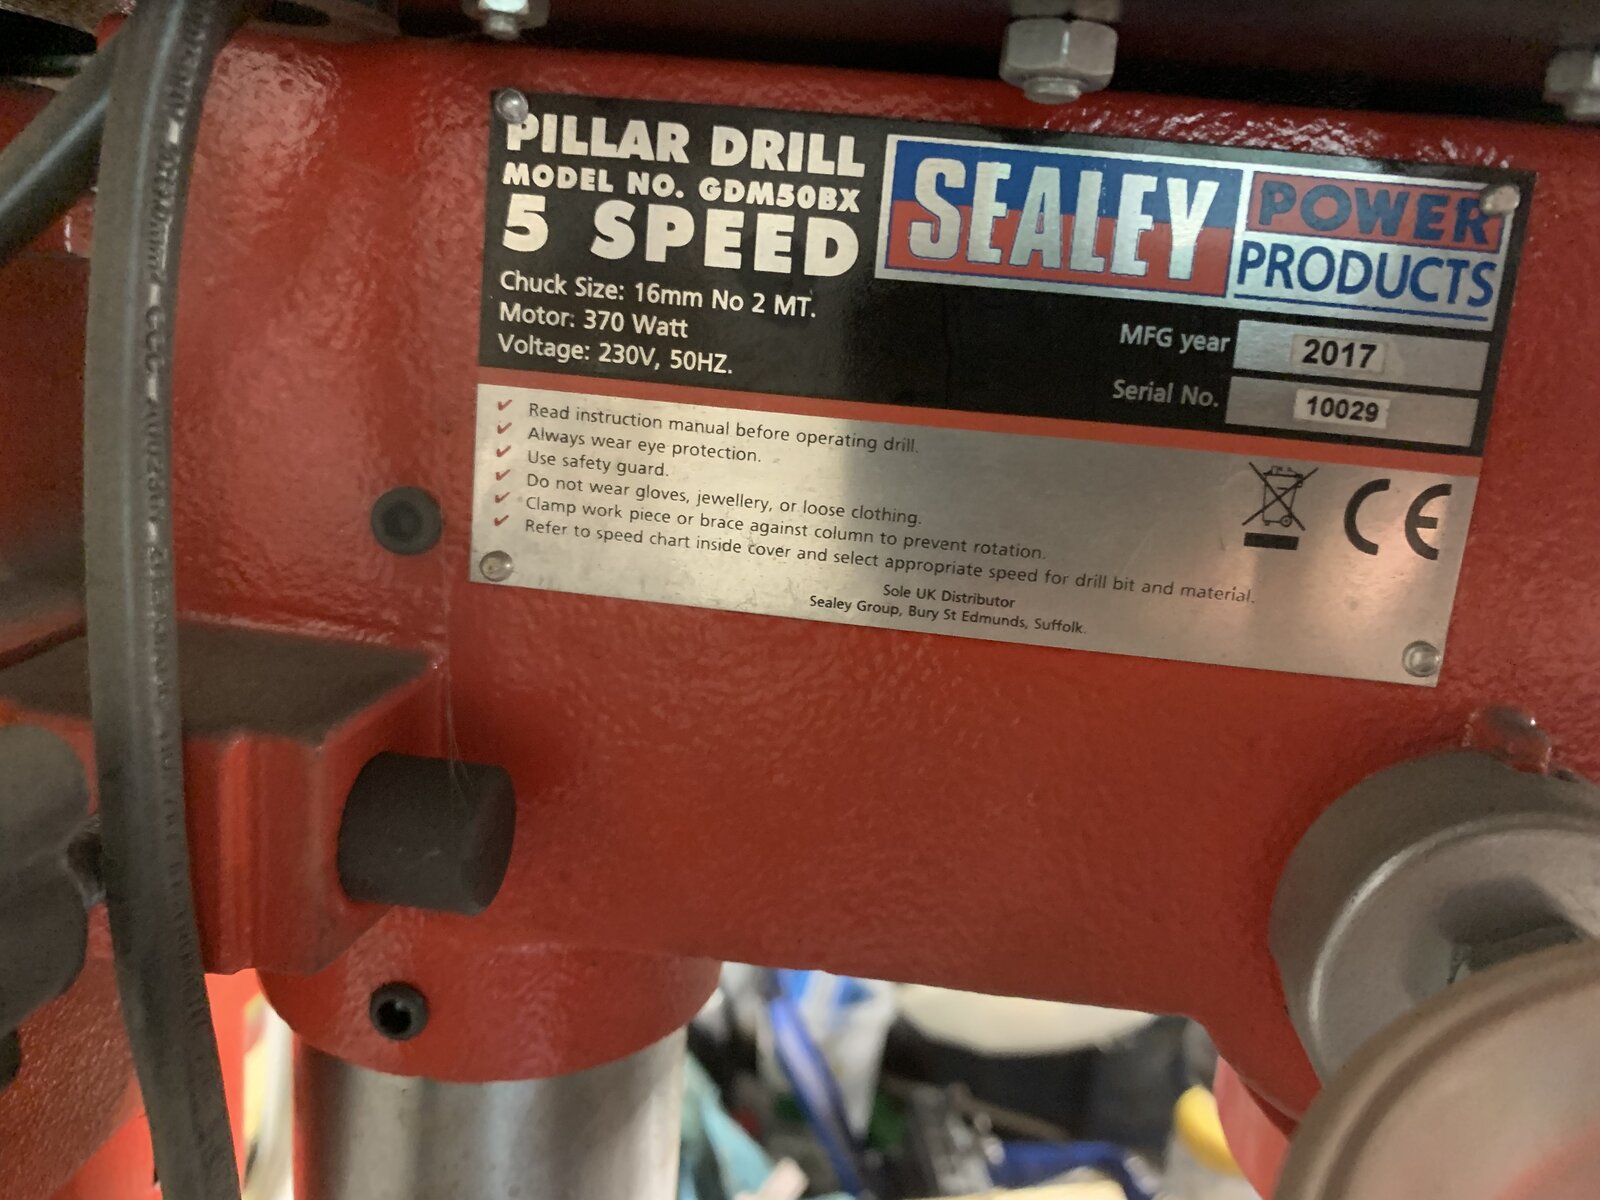 PILLAR DRILL
MODEL NO. GDM50BX
5 SPEED
SEALEY
POWER
PRODUCTS
Chuck Size: 16mm No 2 MT.
Motor: 370 Watt
Voltage: 230V, 50HZ.
MFG year 2017
Serial No. 10029
✓ Read instruction manual before operating drill.
✓ Always wear eye protection.
✓ Use safety guard.
✓ Do not wear gloves, jewellery, or loose clothing.
✓ Clamp work piece or brace against column to prevent rotation.
✓ Refer to speed chart inside cover and select appropriate speed for drill bit and material.
CE
Sole UK Distributor
Sealey Group, Bury St Edmunds, Suffolk.